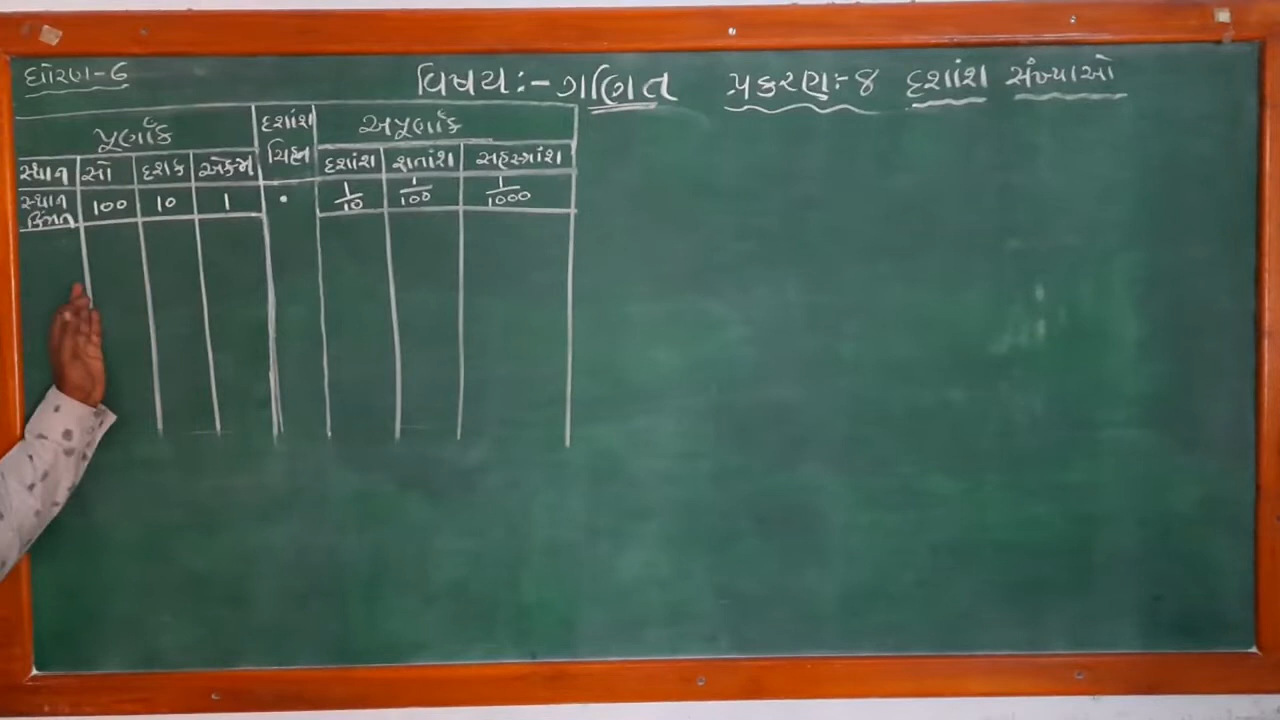 ધોરણ-6
વિષય:- ગણિત
પ્રકરણ:- ૪ દશાંશ સંખ્યાઓ
પૂર્ણાંક દશાંશ ચિહ્ન અપૂર્ણાંક
સ્થાન સો દશક એકમ દશાંશ શતાંશ સહસ્ત્રાંશ
સ્થાન કિંમત 100 10 1 . 1/10 1/100 1/1000